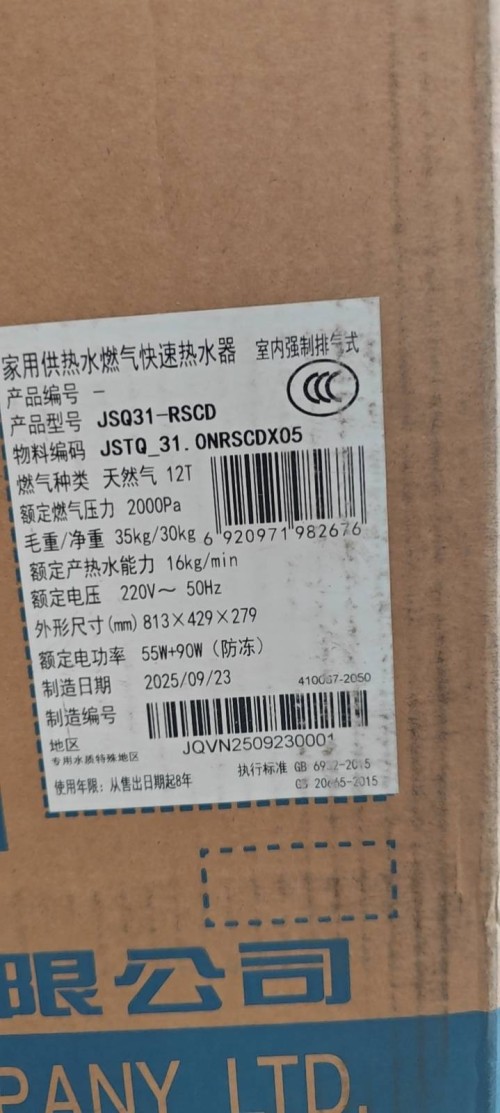 家用供热水燃气快速热水器 室内强制排气式
产品编号 -
产品型号 JSQ31-RSCD
物料编码 JSTQ_31.0NRSCDX05
燃气种类 天然气 12T
额定燃气压力 2000Pa
毛重/净重 35kg/30kg 6 920971 982676
额定产热水能力 16kg/min
额定电压 220V～ 50Hz
外形尺寸(mm) 813×429×279
额定电功率 55W+90W（防冻）
制造日期 2025/09/23
制造编号
JQVN2509230001
地区
专用水质特殊地区
执行标准 GB
使用年限：从售出日期起8年
限公司
PANY LTD.